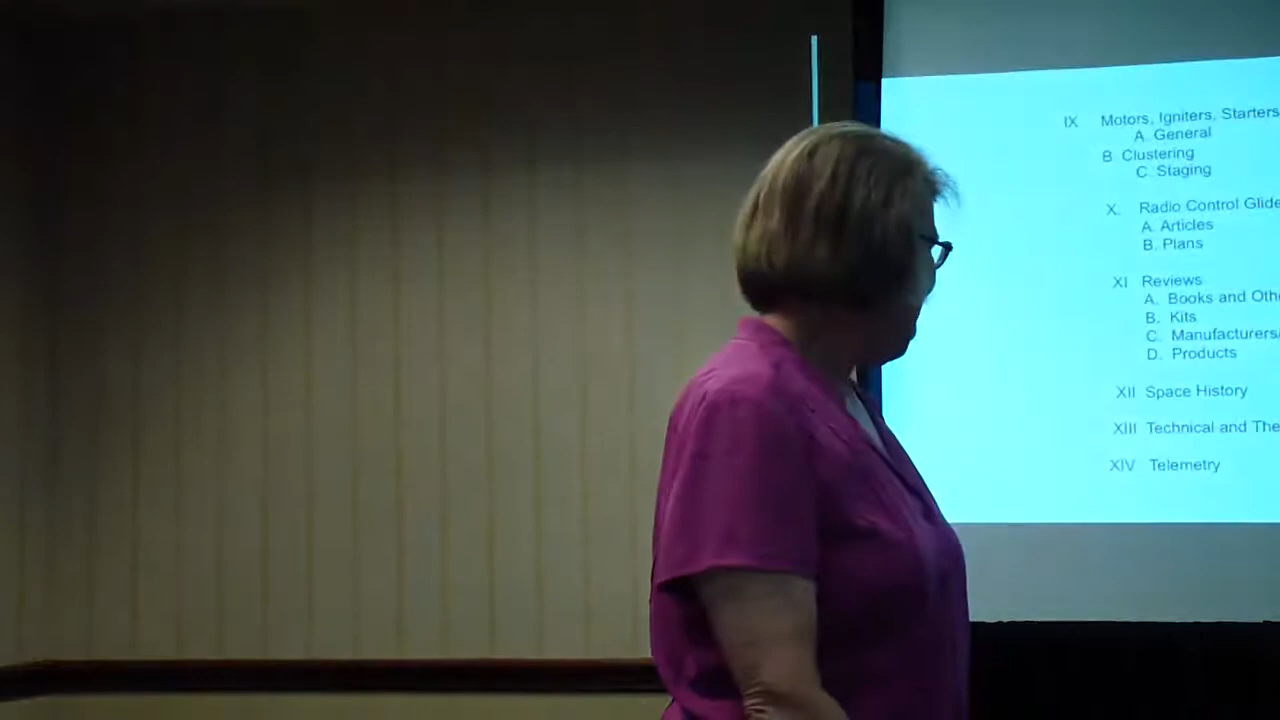 IX Motors, Igniters, Starters
A. General
B Clustering
C. Staging
X. Radio Control Glide
A. Articles
B. Plans
XI Reviews
A. Books and Oth
B. Kits
C. Manufacturers/
D. Products
XII Space History
XIII Technical and The
XIV Telemetry